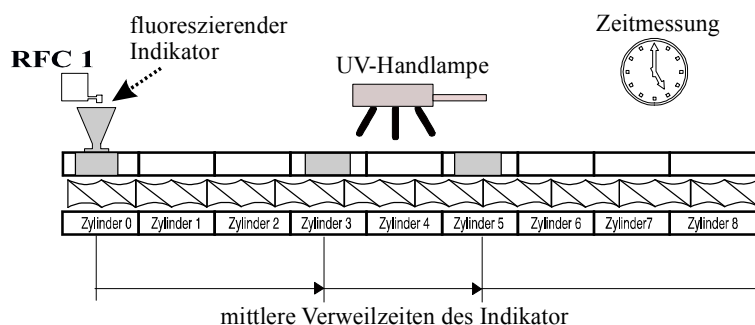 fluoreszierender
Indikator
Zeitmessung
RFC 1
UV-Handlampe
Zylinder 0 Zylinder 1 Zylinder 2 Zylinder 3 Zylinder 4 Zylinder 5 Zylinder 6 Zylinder7 Zylinder 8
mittlere Verweilzeiten des Indikator